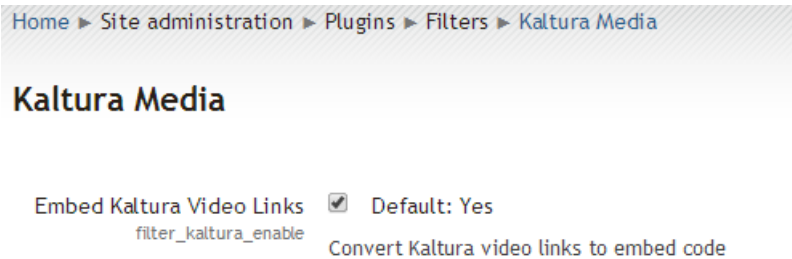 Home ► Site administration ► Plugins ► Filters ► Kaltura Media
Kaltura Media
Embed Kaltura Video Links Default: Yes
filter_kaltura_enable
Convert Kaltura video links to embed code